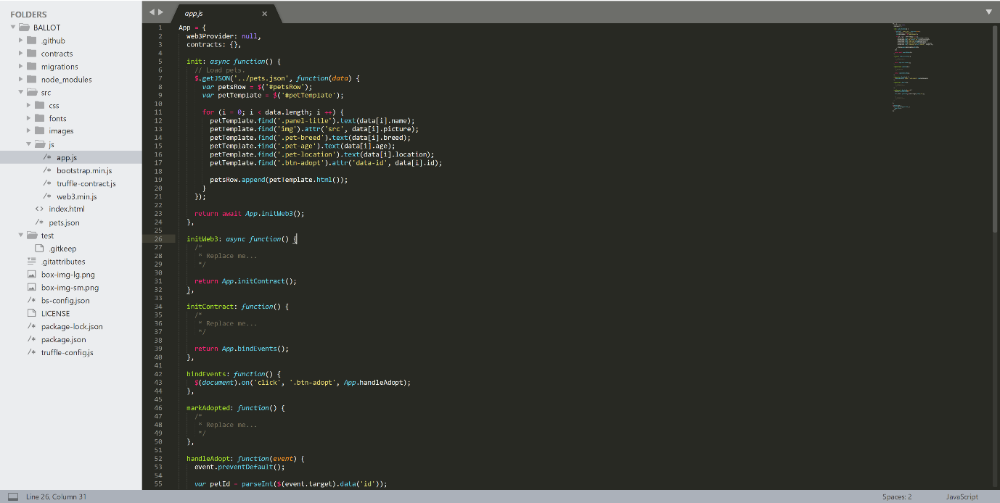 FOLDERS
BALLOT
.github
contracts
migrations
node_modules
src
css
fonts
images
js
/* app.js
/* bootstrap.min.js
/* truffle-contract.js
/* web3.min.js
<> index.html
/* pets.json
test
.gitkeep
.gitattributes
box-img-lg.png
box-img-sm.png
/* bs-config.json
LICENSE
/* package-lock.json
/* package.json
/* truffle-config.js
app.js ×
1 App = {
2 web3Provider: null,
3 contracts: {},
4
5 init: async function() {
6 // Load pets.
7 $.getJSON('../pets.json', function(data) {
8 var petsRow = $('#petsRow');
9 var petTemplate = $('#petTemplate');
10
11 for (i = 0; i < data.length; i ++) {
12 petTemplate.find('.panel-title').text(data[i].name);
13 petTemplate.find('img').attr('src', data[i].picture);
14 petTemplate.find('.pet-breed').text(data[i].breed);
15 petTemplate.find('.pet-age').text(data[i].age);
16 petTemplate.find('.pet-location').text(data[i].location);
17 petTemplate.find('.btn-adopt').attr('data-id', data[i].id);
18
19 petsRow.append(petTemplate.html());
20 }
21 });
22
23 return await App.initWeb3();
24 },
25
26 initWeb3: async function() {
27 /*
28 * Replace me...
29 */
30
31 return App.initContract();
32 },
33
34 initContract: function() {
35 /*
36 * Replace me...
37 */
38
39 return App.bindEvents();
40 },
41
42 bindEvents: function() {
43 $(document).on('click', '.btn-adopt', App.handleAdopt);
44 },
45
46 markAdopted: function() {
47 /*
48 * Replace me...
49 */
50 },
51
52 handleAdopt: function(event) {
53 event.preventDefault();
54
55 var petId = parseInt($(event.target).data('id'));
Line 26, Column 31
Spaces: 2
JavaScript